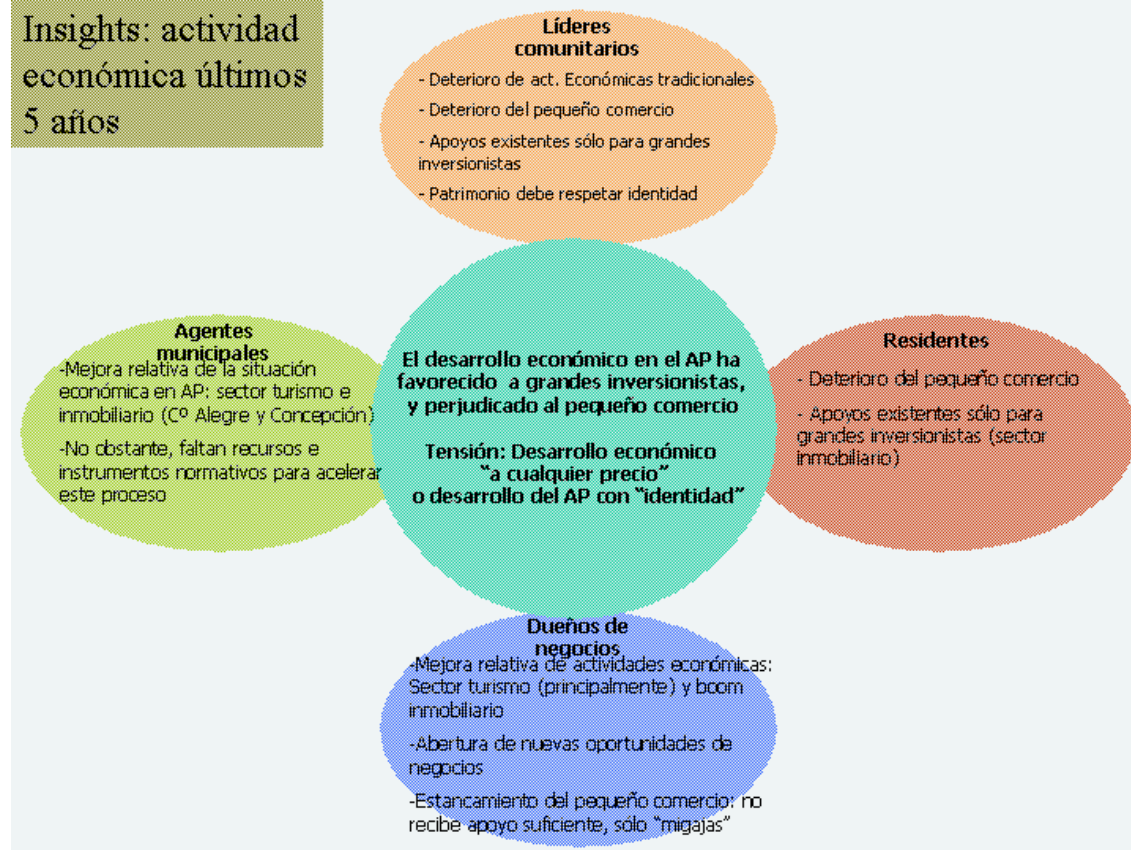 Insights: actividad
económica últimos
5 años
Líderes
comunitarios
- Deterioro de act. Económicas tradicionales
- Deterioro del pequeño comercio
- Apoyos existentes sólo para grandes
inversionistas
- Patrimonio debe respetar identidad
Agentes
municipales
-Mejora relativa de la situación
económica en AP: sector turismo e
inmobiliario (Cº Alegre y Concepción)
-No obstante, faltan recursos e
instrumentos normativos para acelerar
este proceso
El desarrollo económico en el AP ha
favorecido a grandes inversionistas,
y perjudicado al pequeño comercio
Tensión: Desarrollo económico
“a cualquier precio”
o desarrollo del AP con “identidad”
Residentes
- Deterioro del pequeño comercio
- Apoyos existentes sólo para
grandes inversionistas (sector
inmobiliario)
Dueños de
negocios
-Mejora relativa de actividades económicas:
Sector turismo (principalmente) y boom
inmobiliario
-Abertura de nuevas oportunidades de
negocios
-Estancamiento del pequeño comercio: no
recibe apoyo suficiente, sólo “migajas”